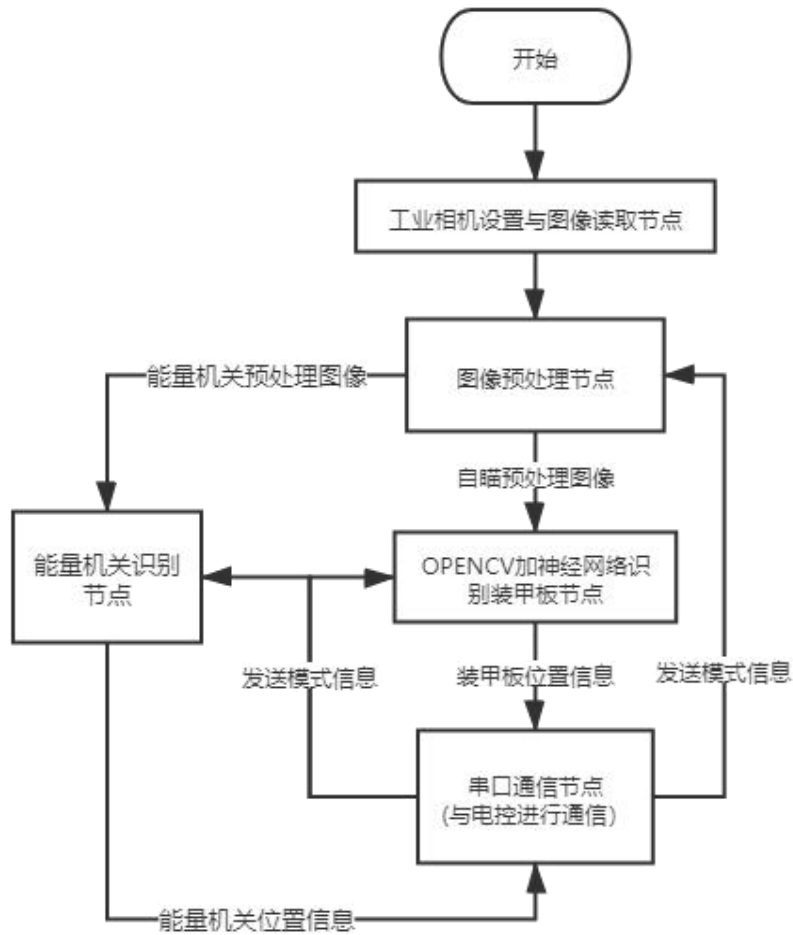 开始
工业相机设置与图像读取节点
能量机关预处理图像
图像预处理节点
自瞄预处理图像
能量机关识别
节点
OPENCV加神经网络识
别装甲板节点
发送模式信息
装甲板位置信息
发送模式信息
串口通信节点
(与电控进行通信)
能量机关位置信息